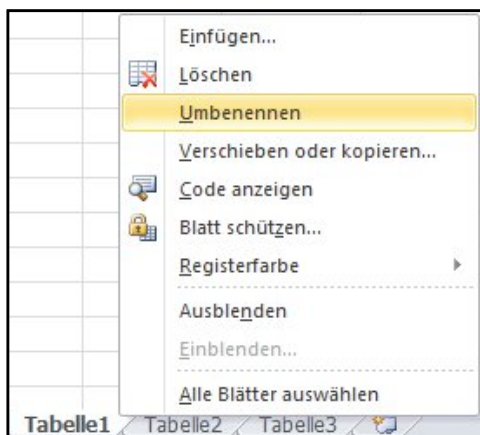 Einfügen...
Löschen
Umbenennen
Verschieben oder kopieren...
Code anzeigen
Blatt schützen...
Registerfarbe
Ausblenden
Einblenden...
Alle Blätter auswählen
Tabelle1 Tabelle2 Tabelle3